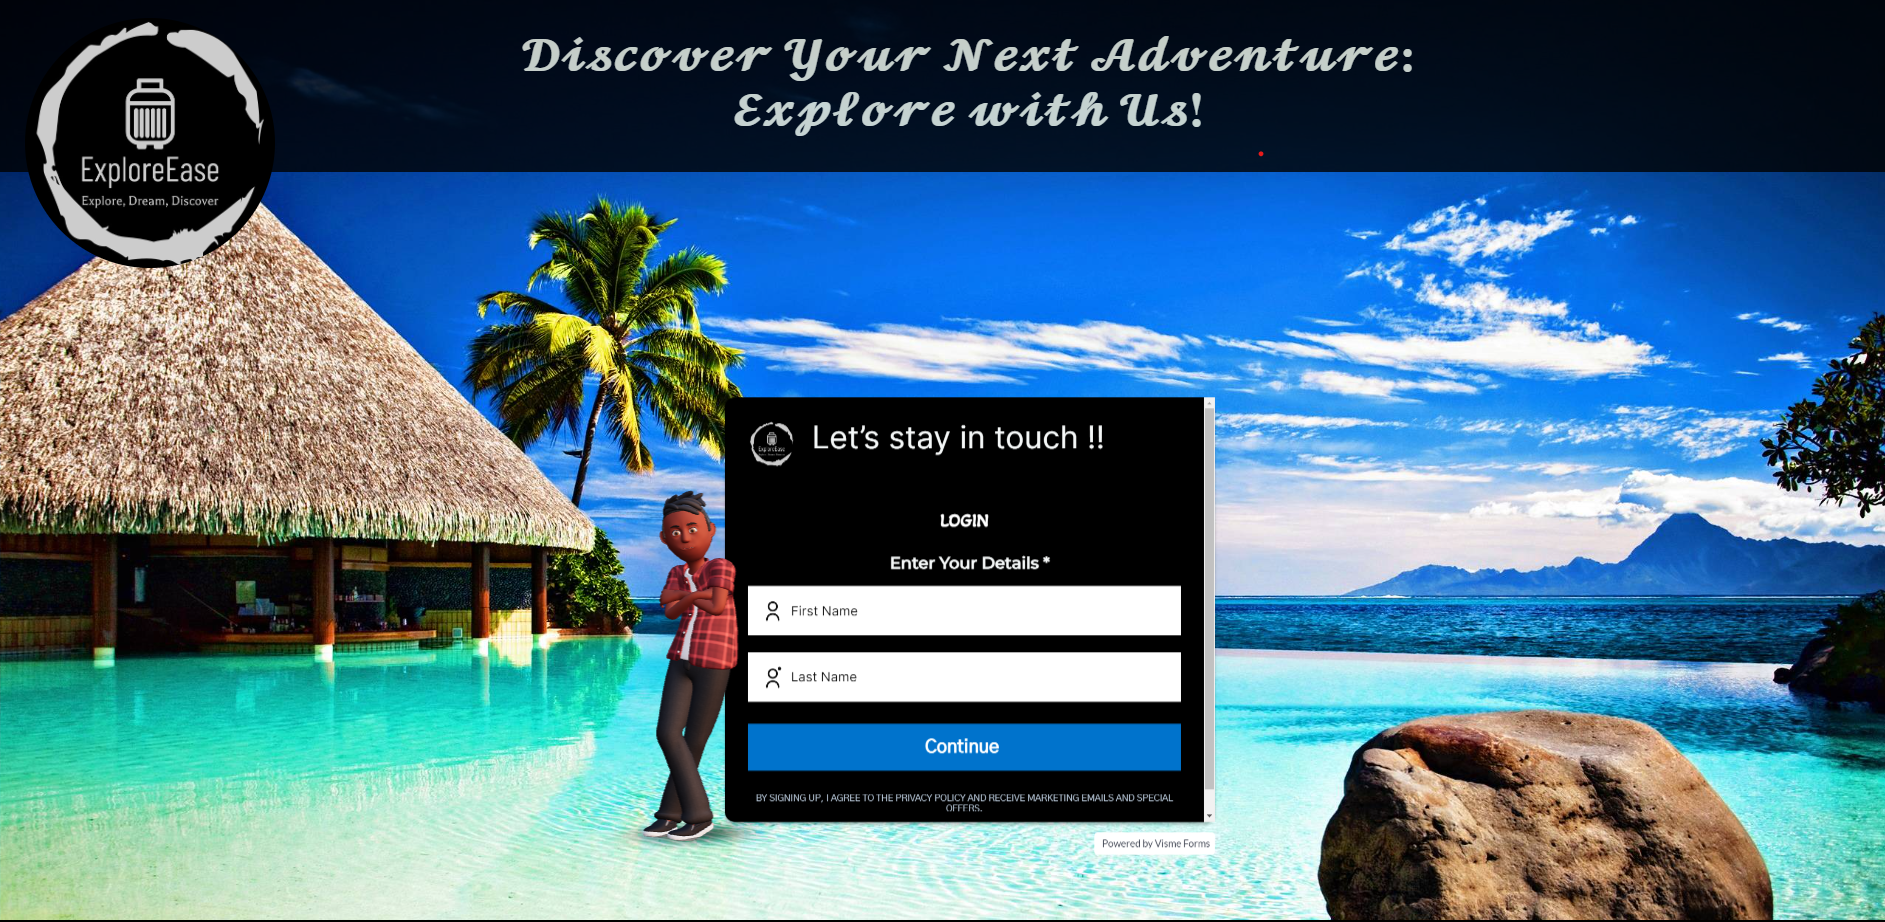 Discover Your Next Adventure:
Explore with Us!
ExploreEase
Explore, Dream, Discover
Let's stay in touch !!
ExploreEase
LOGIN
Enter Your Details *
First Name
Last Name
Continue
BY SIGNING UP, I AGREE TO THE PRIVACY POLICY AND RECEIVE MARKETING EMAILS AND SPECIAL
OFFERS.
Powered by Visme Forms